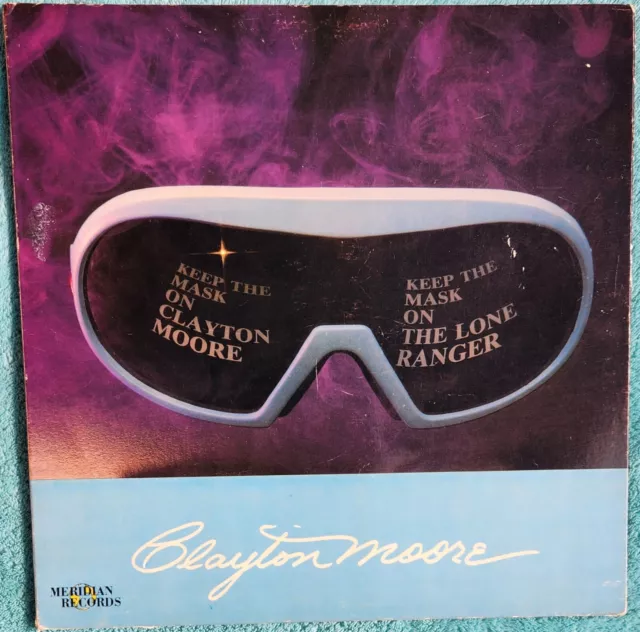 KEEP THE
MASK
ON
CLAYTON
MOORE
KEEP THE
MASK
ON
THE LONE
RANGER
Clayton Moore
MERIDIAN
RECORDS